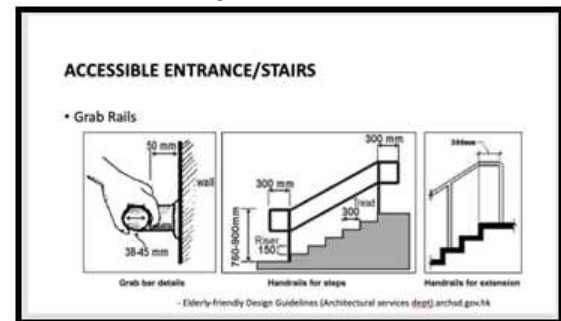 ACCESSIBLE ENTRANCE/STAIRS
• Grab Rails
50 mm
wall
38-45 mm
Grab bar details
300 mm
300 mm
760-900mm
Riser
150
Tread
300
Handrails for steps
300mm
Handrails for extension
- Elderly-friendly Design Guidelines (Architectural services dept).archsd.gov.hk